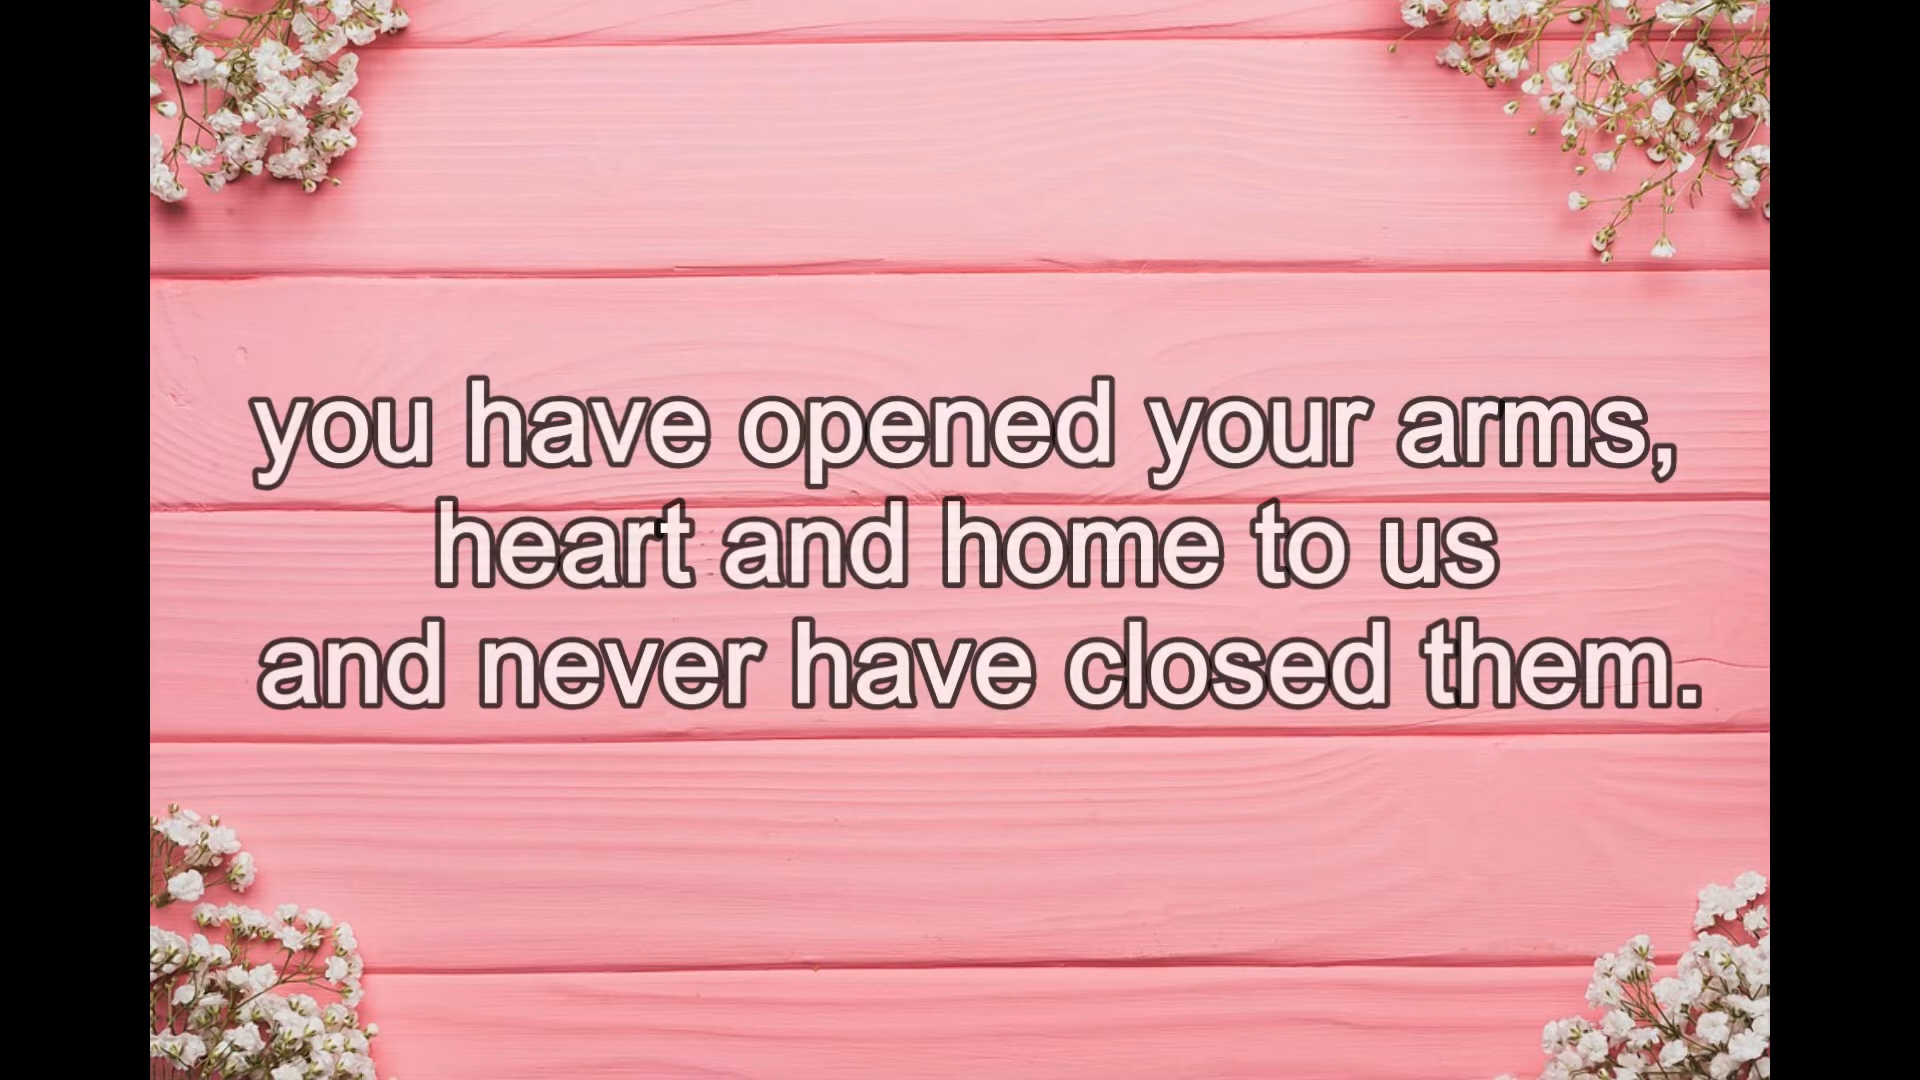 you have opened your arms,
heart and home to us
and never have closed them.